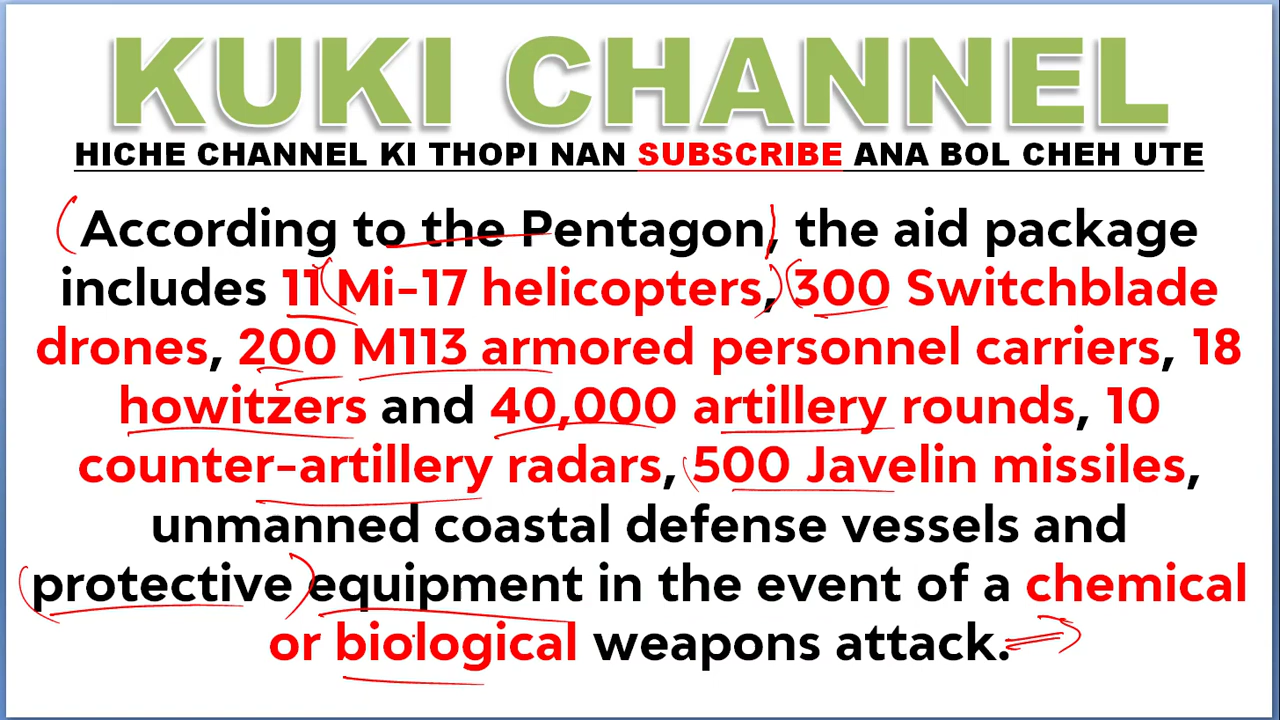 KUKI CHANNEL
HICHE CHANNEL KI THOPI NAN SUBSCRIBE ANA BOL CHEH UTE
According to the Pentagon, the aid package
includes 11 Mi-17 helicopters, 300 Switchblade
drones, 200 M113 armored personnel carriers, 18
howitzers and 40,000 artillery rounds, 10
counter-artillery radars, 500 Javelin missiles,
unmanned coastal defense vessels and
protective equipment in the event of a chemical
or biological weapons attack.